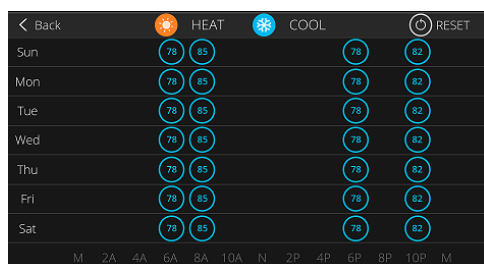 Back HEAT COOL RESET
Sun 78 85 78 82
Mon 78 85 78 82
Tue 78 85 78 82
Wed 78 85 78 82
Thu 78 85 78 82
Fri 78 85 78 82
Sat 78 85 78 82
M 2A 4A 6A 8A 10A N 2P 4P 6P 8P 10P M